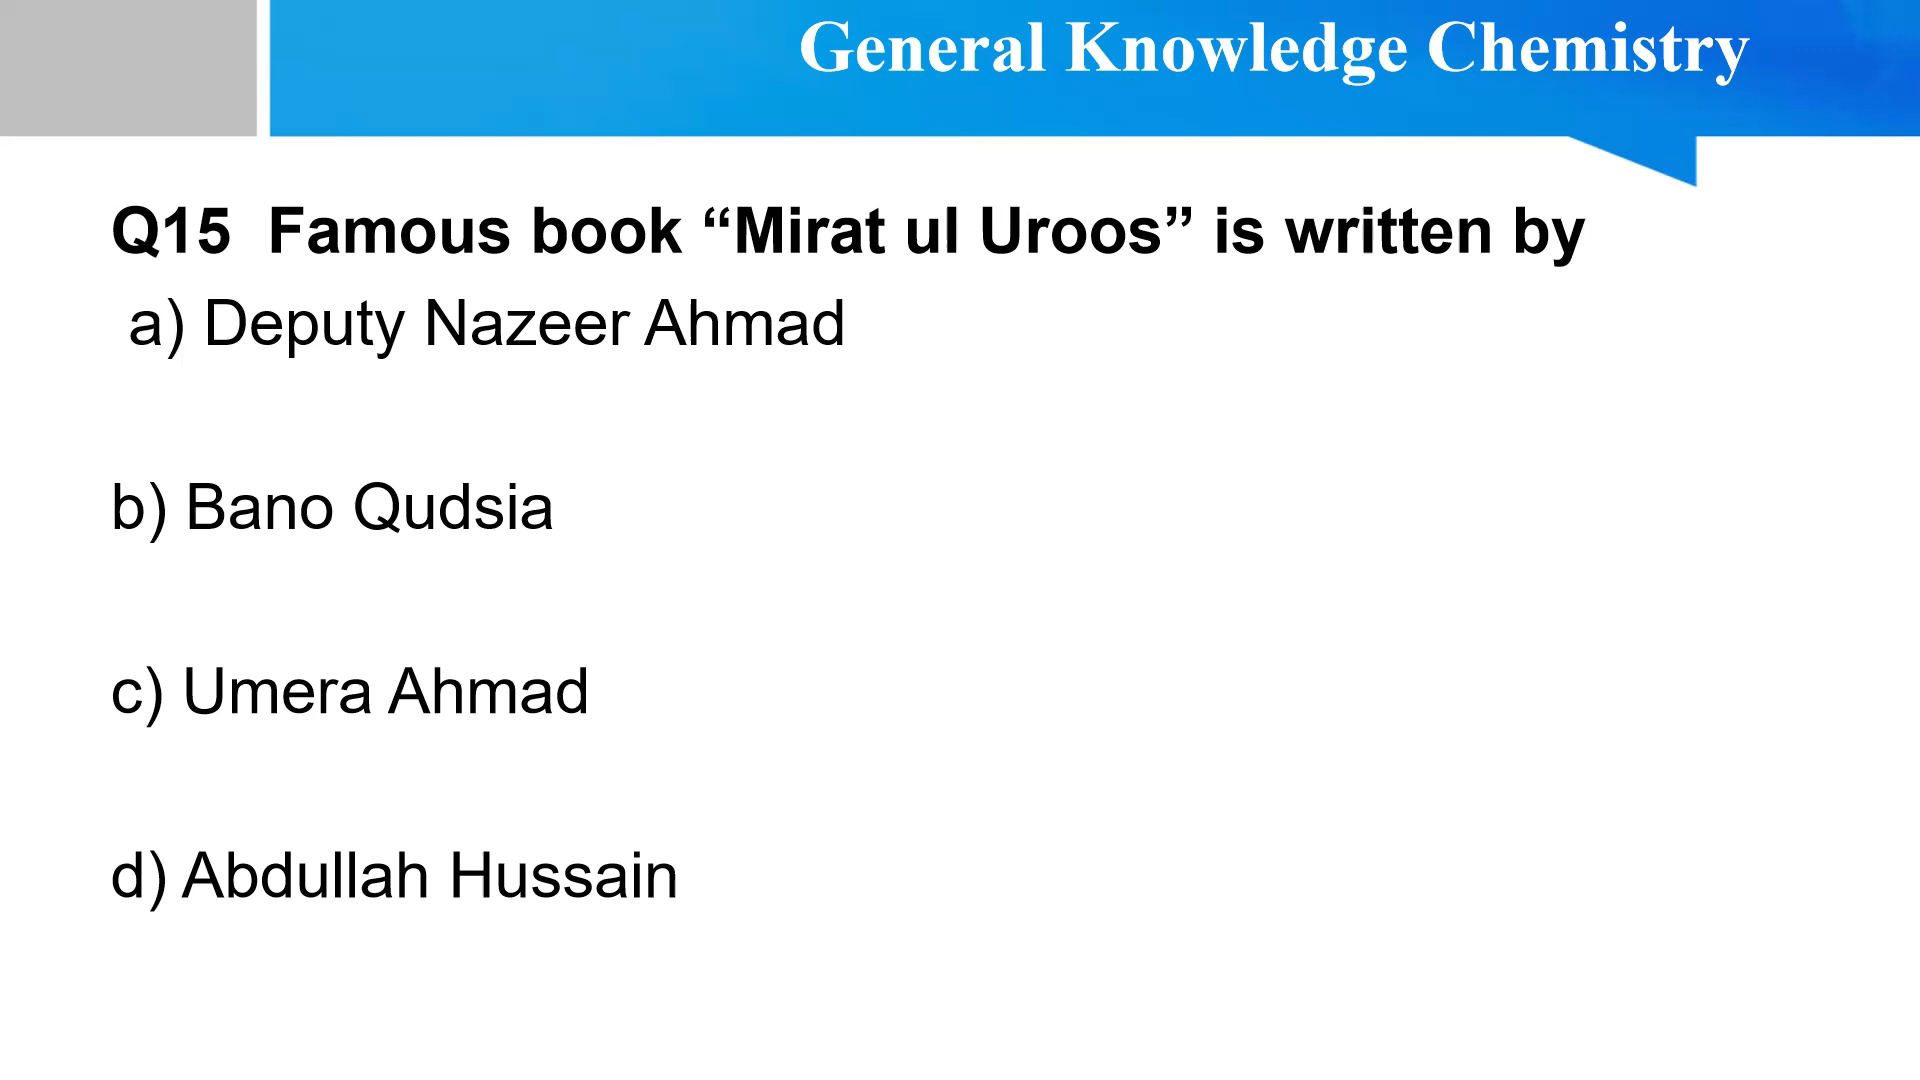 General Knowledge Chemistry
Q15 Famous book “Mirat ul Uroos” is written by
a) Deputy Nazeer Ahmad
b) Bano Qudsia
c) Umera Ahmad
d) Abdullah Hussain